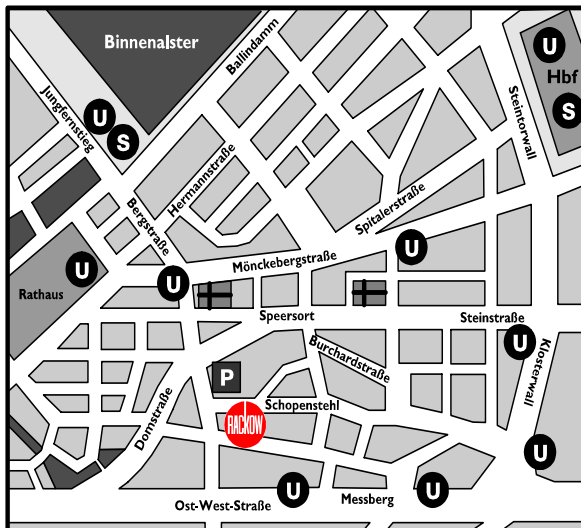 Binnenalster
Ballindamm
U
Hbf
S
Jungfernstieg
U
S
Steintorwall
Hermannstraße
Bergstraße
Spitalerstraße
U
Mönckebergstraße
U
Rathaus
U
Speersort
Steinstraße
U
Burchardstraße
Klosterwall
P
Domstraße
Schopenstehl
RACKOW
U
U
Messberg
U
Ost-West-Straße